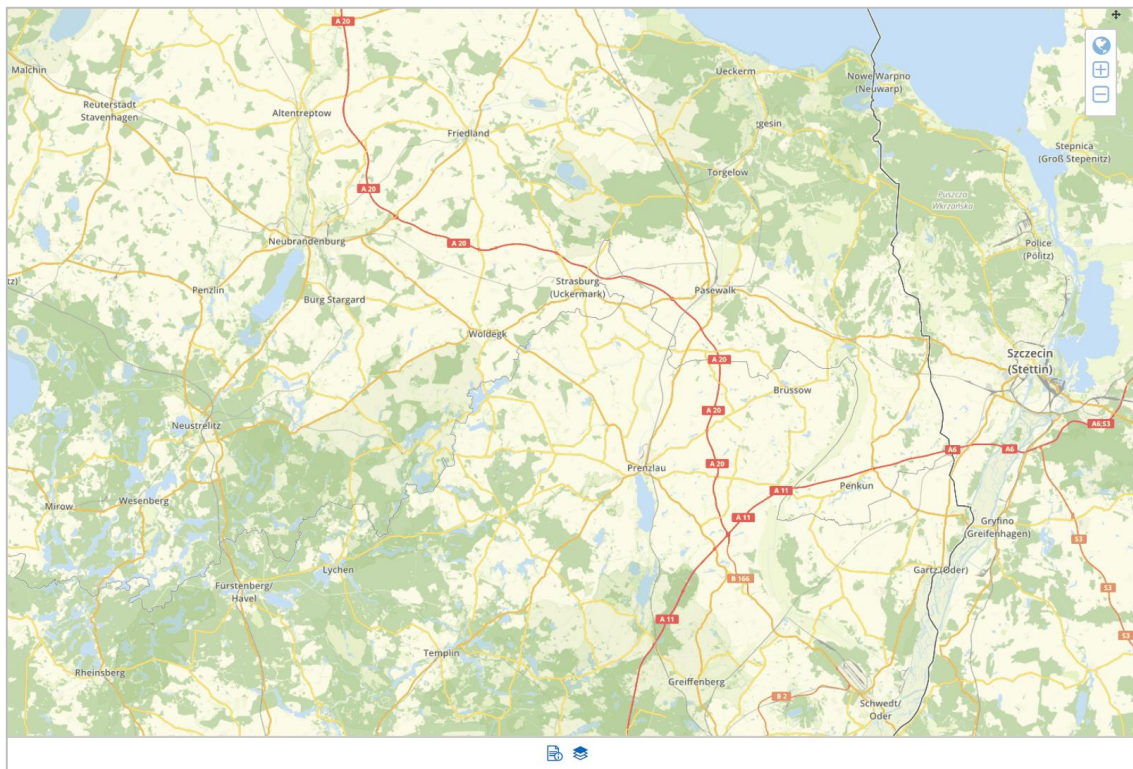 A 20
Malchin
Ueckerm
Nowe Warpno
(Neuwarp)
Reuterstadt
Stavenhagen
Altentreptow
gesin
Friedland
Stepnica
(Groß Stepenitz)
Torgelow
A 20
Puszcza
Wkrzańska
Neubrandenburg
A 20
Police
(Pölitz)
tz)
Penzlin
Burg Stargard
Strasburg
(Uckermark)
Pasewalk
Woldegk
Szczecin
(Stettin)
A 20
Brüssow
A 20
Neustrelitz
A6;S3
A6
A6
A 20
Prenzlau
Penkun
A 11
Wesenberg
Mirow
A 11
Gryfino
(Greifenhagen)
S3
Lychen
Gartz (Oder)
Fürstenberg/
Havel
B 166
S3
A 11
S3
Templin
Rheinsberg
Greiffenberg
B 2
Schwedt/
Oder